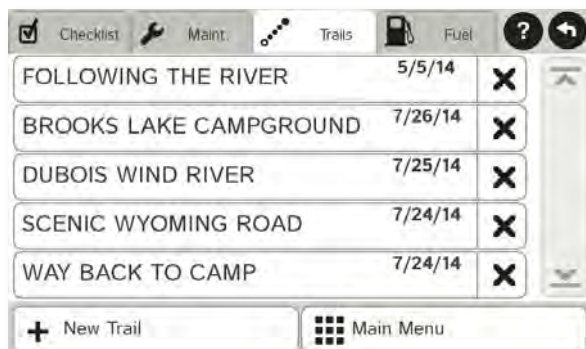 Checklist Maint. Trails Fuel ?
FOLLOWING THE RIVER 5/5/14
BROOKS LAKE CAMPGROUND 7/26/14
DUBOIS WIND RIVER 7/25/14
SCENIC WYOMING ROAD 7/24/14
WAY BACK TO CAMP 7/24/14
New Trail Main Menu